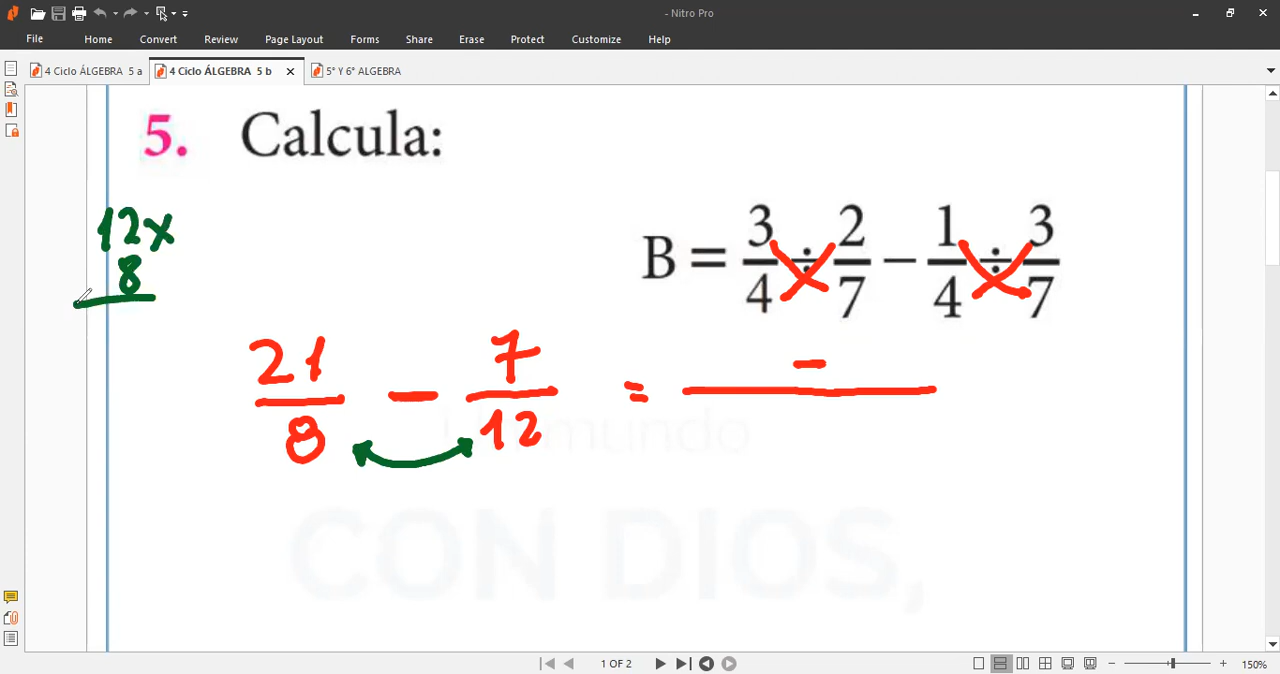 - Nitro Pro
File Home Convert Review Page Layout Forms Share Erase Protect Customize Help
4 Ciclo ÁLGEBRA 5 a
4 Ciclo ÁLGEBRA 5 b
5° Y 6° ALGEBRA
5. Calcula:
B = 3/4 ÷ 2/7 − 1/4 ÷ 3/7
12x
8
21/8 − 7/12 = −
mundo
CON DIOS,
1 OF 2
150%